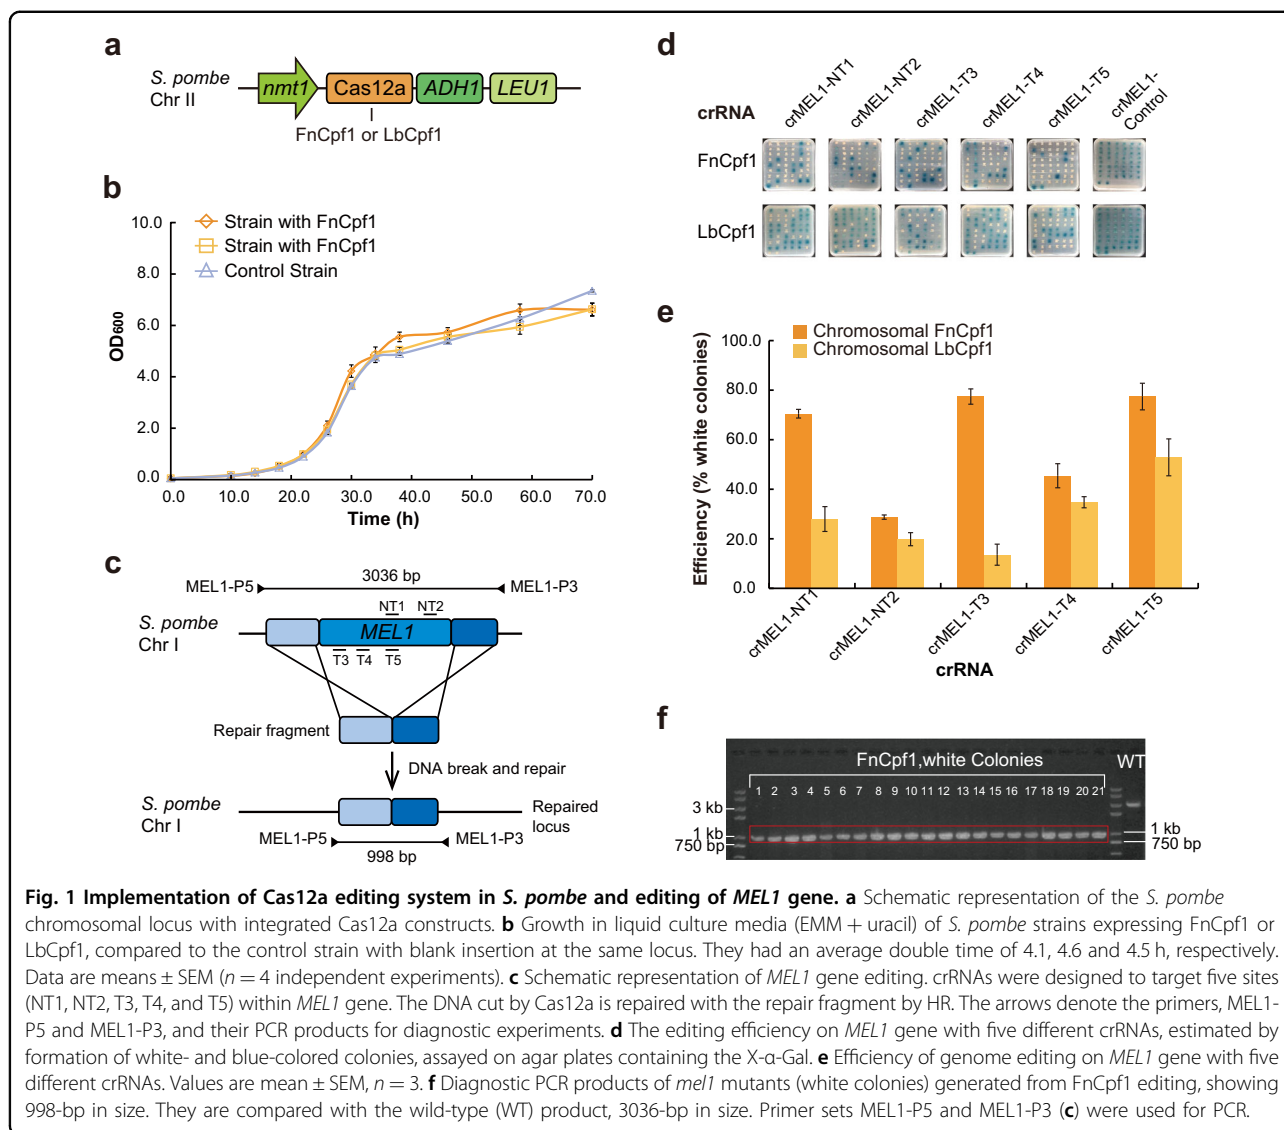 a
S. pombe
Chr II
nmt1
Cas12a
ADH1
LEU1
FnCpf1 or LbCpf1
b
Strain with FnCpf1
Strain with FnCpf1
Control Strain
10.0
8.0
6.0
4.0
2.0
0.0
OD600
0.0 10.0 20.0 30.0 40.0 50.0 60.0 70.0
Time (h)
c
3036 bp
MEL1-P5
MEL1-P3
NT1 NT2
S. pombe
Chr I
MEL1
T3 T4 T5
Repair fragment
DNA break and repair
S. pombe
Chr I
Repaired
locus
MEL1-P5
MEL1-P3
998 bp
d
crRNA
crMEL1-NT1
crMEL1-NT2
crMEL1-T3
crMEL1-T4
crMEL1-T5
crMEL1-
Control
FnCpf1
LbCpf1
e
Chromosomal FnCpf1
Chromosomal LbCpf1
100.0
80.0
60.0
40.0
20.0
0.0
Efficiency (% white colonies)
crMEL1-NT1
crMEL1-NT2
crMEL1-T3
crMEL1-T4
crMEL1-T5
crRNA
f
FnCpf1,white Colonies
WT
1 2 3 4 5 6 7 8 9 10 11 12 13 14 15 16 17 18 19 20 21
3 kb
1 kb
750 bp
1 kb
750 bp
Fig. 1 Implementation of Cas12a editing system in S. pombe and editing of MEL1 gene. a Schematic representation of the S. pombe
chromosomal locus with integrated Cas12a constructs. b Growth in liquid culture media (EMM + uracil) of S. pombe strains expressing FnCpf1 or
LbCpf1, compared to the control strain with blank insertion at the same locus. They had an average double time of 4.1, 4.6 and 4.5 h, respectively.
Data are means ± SEM (n = 4 independent experiments). c Schematic representation of MEL1 gene editing. crRNAs were designed to target five sites
(NT1, NT2, T3, T4, and T5) within MEL1 gene. The DNA cut by Cas12a is repaired with the repair fragment by HR. The arrows denote the primers, MEL1-
P5 and MEL1-P3, and their PCR products for diagnostic experiments. d The editing efficiency on MEL1 gene with five different crRNAs, estimated by
formation of white- and blue-colored colonies, assayed on agar plates containing the X-α-Gal. e Efficiency of genome editing on MEL1 gene with five
different crRNAs. Values are mean ± SEM, n = 3. f Diagnostic PCR products of mel1 mutants (white colonies) generated from FnCpf1 editing, showing
998-bp in size. They are compared with the wild-type (WT) product, 3036-bp in size. Primer sets MEL1-P5 and MEL1-P3 (c) were used for PCR.